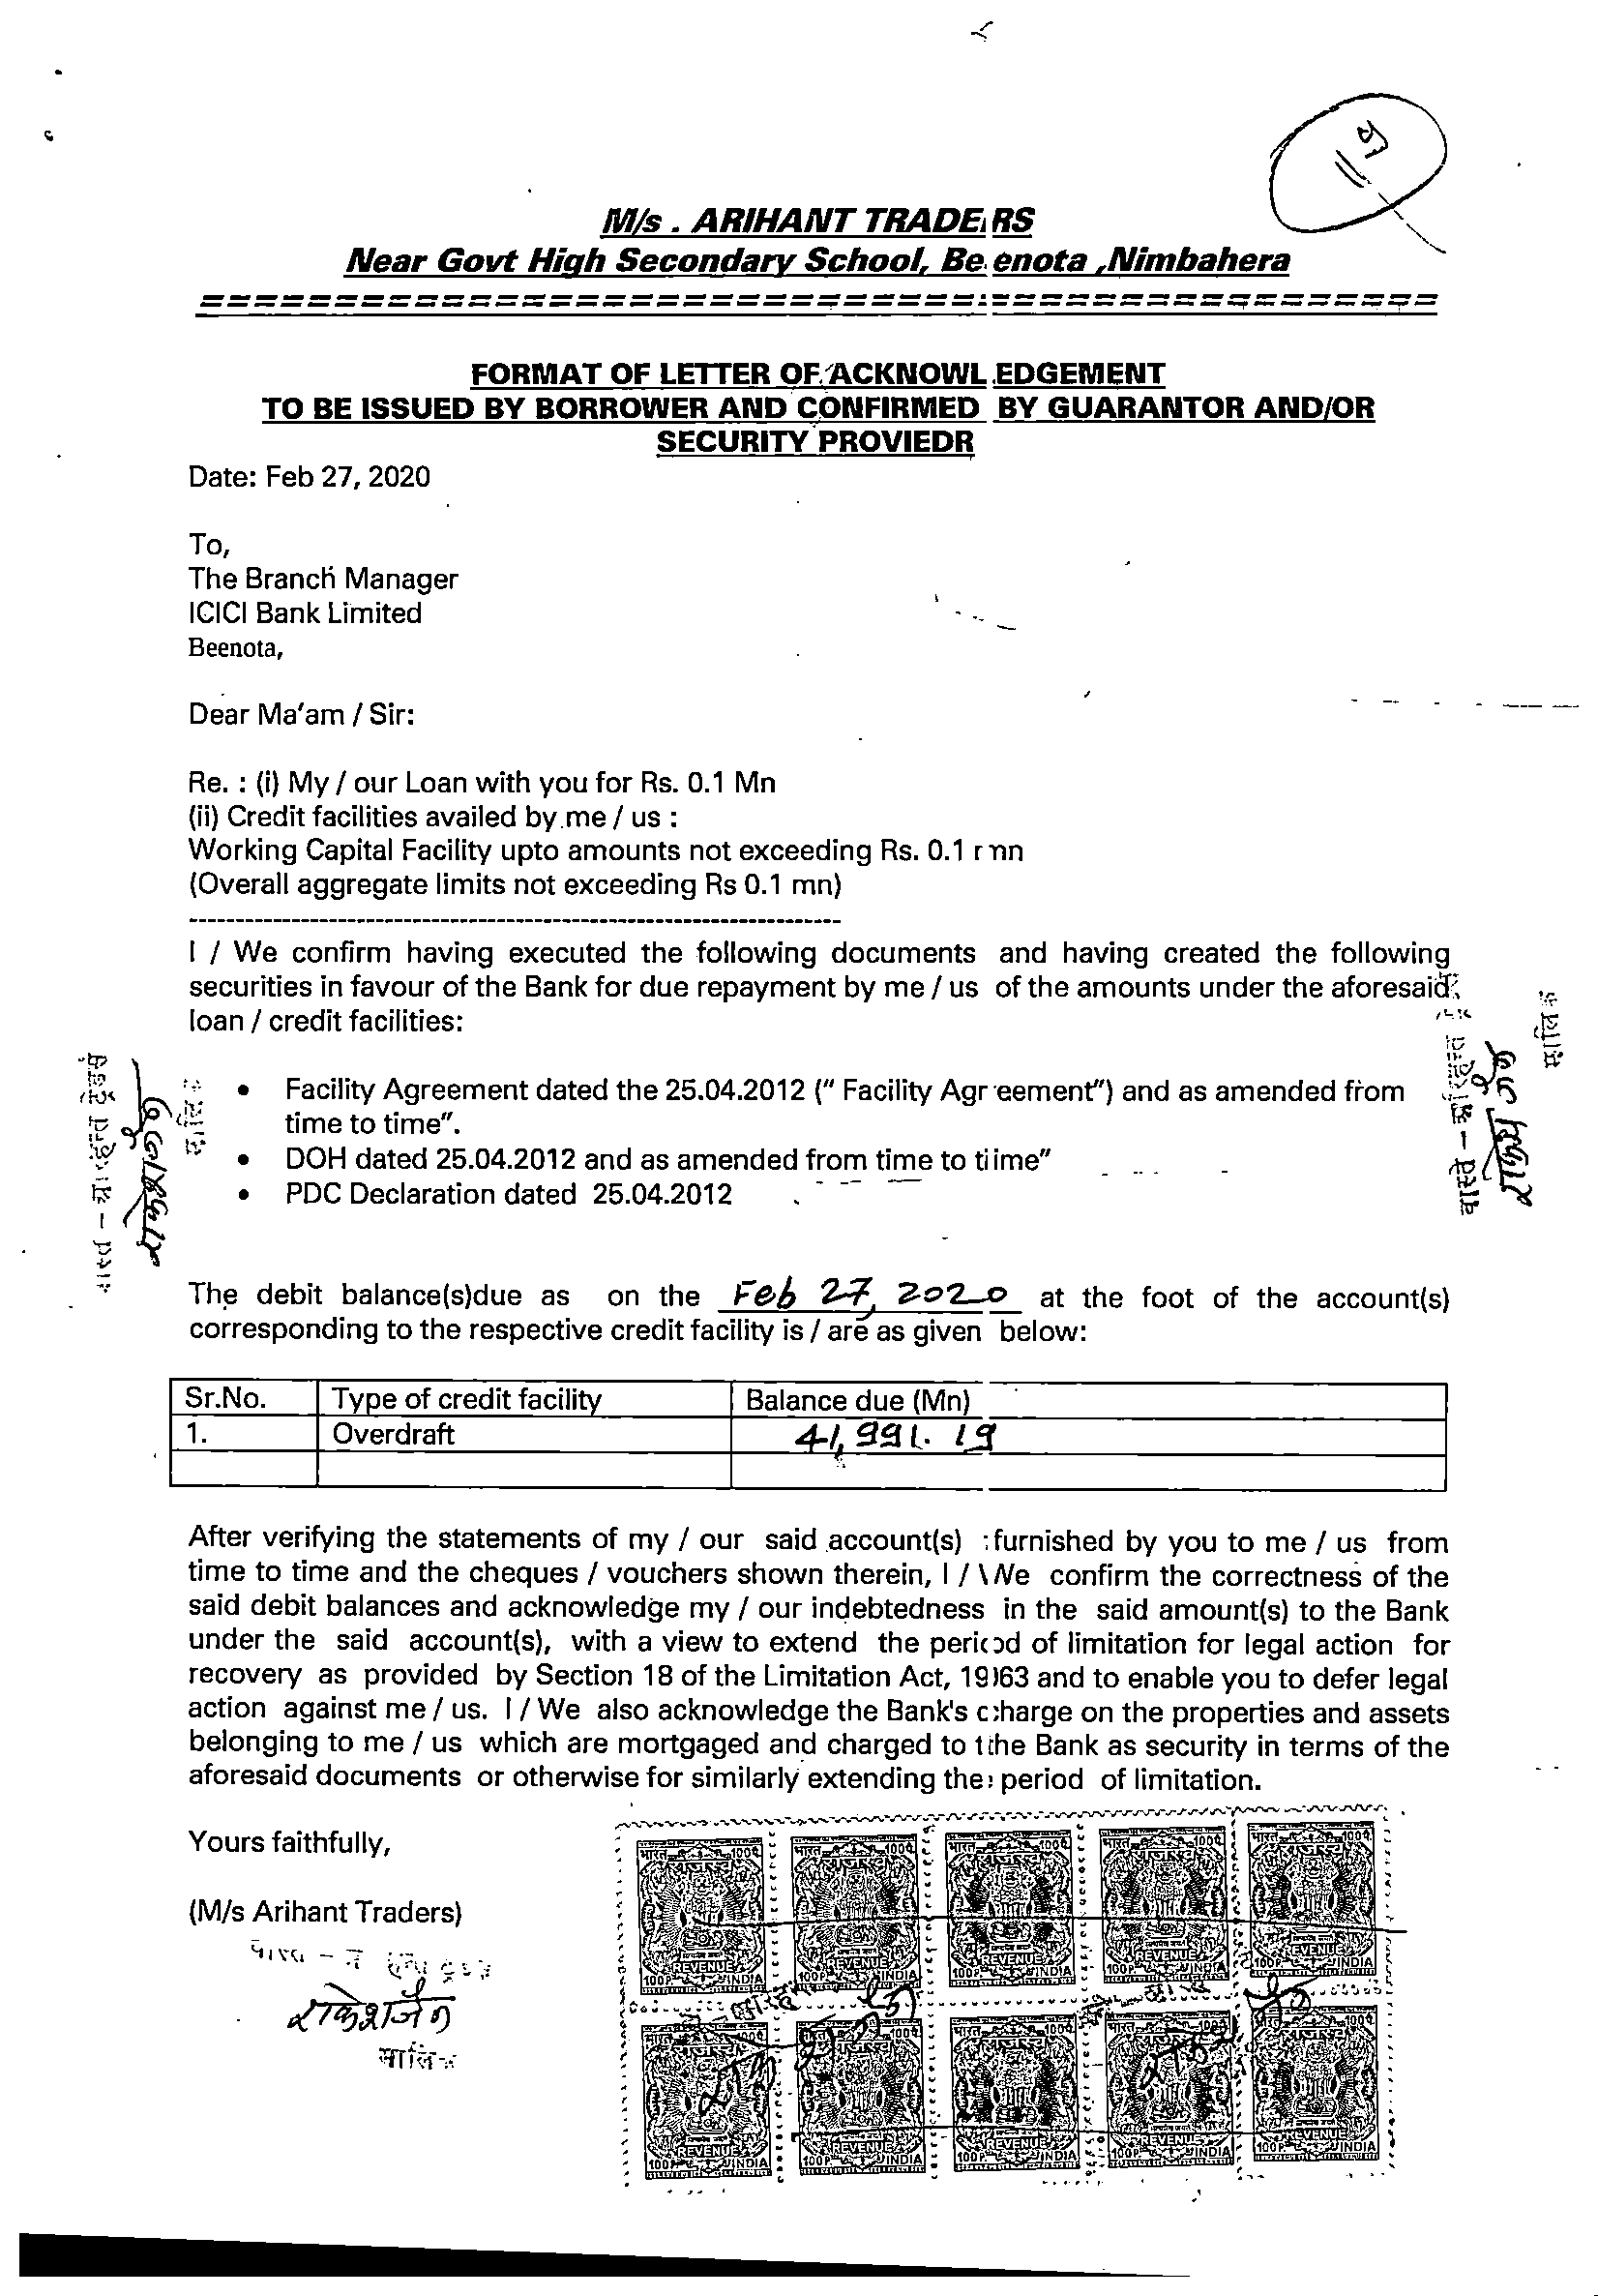 M/s . ARIHANT TRADERS
Near Govt High Secondary School, Beenota ,Nimbahera
FORMAT OF LETTER OF ACKNOWLEDGEMENT
TO BE ISSUED BY BORROWER AND CONFIRMED BY GUARANTOR AND/OR
SECURITY PROVIEDR
Date: Feb 27, 2020
To,
The Branch Manager
ICICI Bank Limited
Beenota,
Dear Ma'am / Sir:
Re. : (i) My / our Loan with you for Rs. 0.1 Mn
(ii) Credit facilities availed by me / us :
Working Capital Facility upto amounts not exceeding Rs. 0.1 mn
(Overall aggregate limits not exceeding Rs 0.1 mn)
I / We confirm having executed the following documents and having created the following
securities in favour of the Bank for due repayment by me / us of the amounts under the aforesaid
loan / credit facilities:
• Facility Agreement dated the 25.04.2012 (" Facility Agreement") and as amended from
time to time".
• DOH dated 25.04.2012 and as amended from time to time"
• PDC Declaration dated 25.04.2012
The debit balance(s)due as on the Feb 27, 2020 at the foot of the account(s)
corresponding to the respective credit facility is / are as given below:
Sr.No. Type of credit facility Balance due (Mn)
1. Overdraft 41,991.19
After verifying the statements of my / our said account(s) furnished by you to me / us from
time to time and the cheques / vouchers shown therein, I / We confirm the correctness of the
said debit balances and acknowledge my / our indebtedness in the said amount(s) to the Bank
under the said account(s), with a view to extend the period of limitation for legal action for
recovery as provided by Section 18 of the Limitation Act, 1963 and to enable you to defer legal
action against me / us. I / We also acknowledge the Bank's charge on the properties and assets
belonging to me / us which are mortgaged and charged to the Bank as security in terms of the
aforesaid documents or otherwise for similarly extending the period of limitation.
Yours faithfully,
(M/s Arihant Traders)
राकेश जैन
भारत 100P. REVENUE INDIA